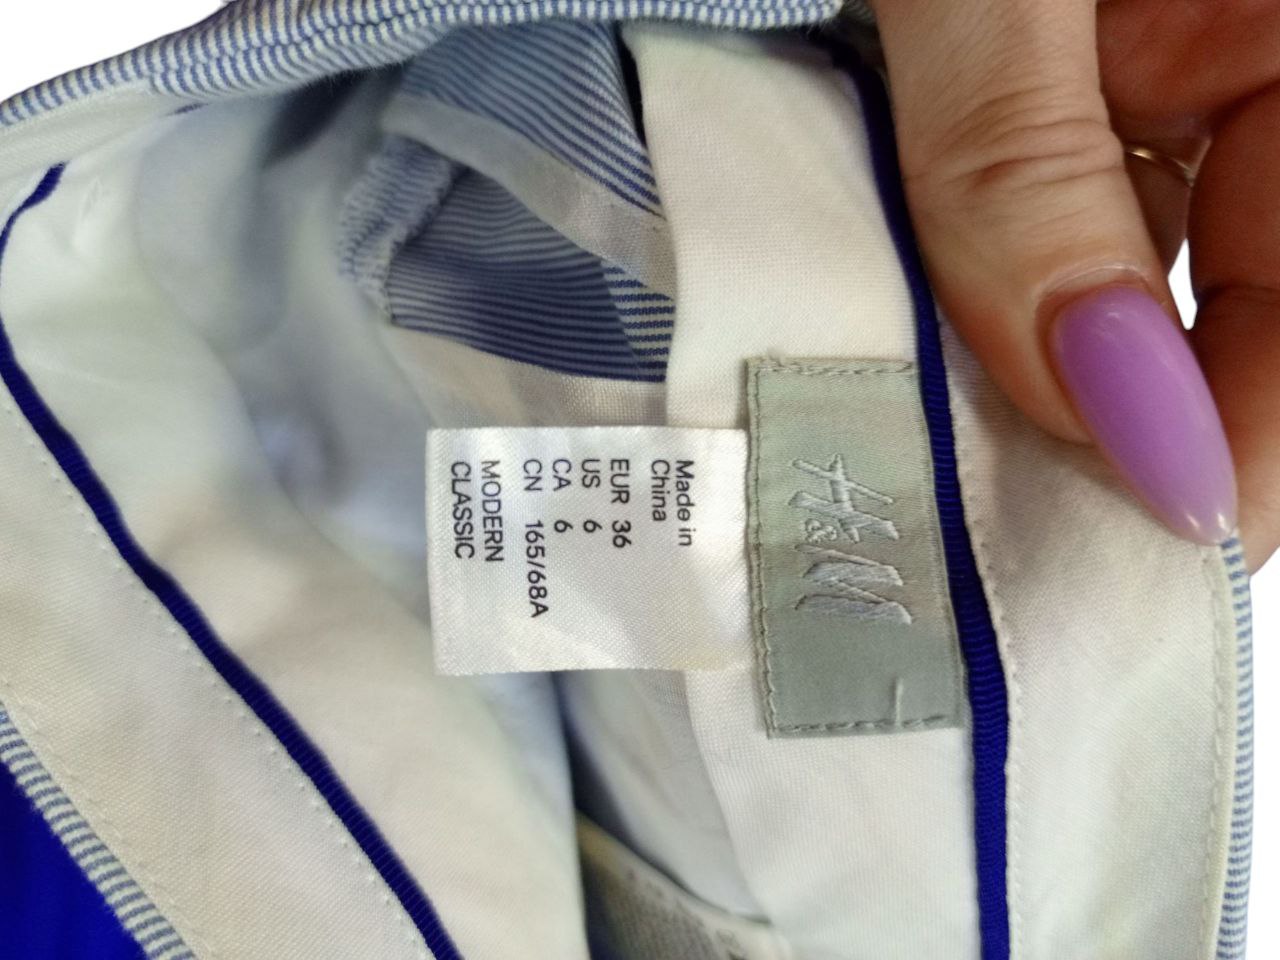 H&M
Made in
China
EUR 36
US 6
CA 6
CN 165/68A
MODERN
CLASSIC